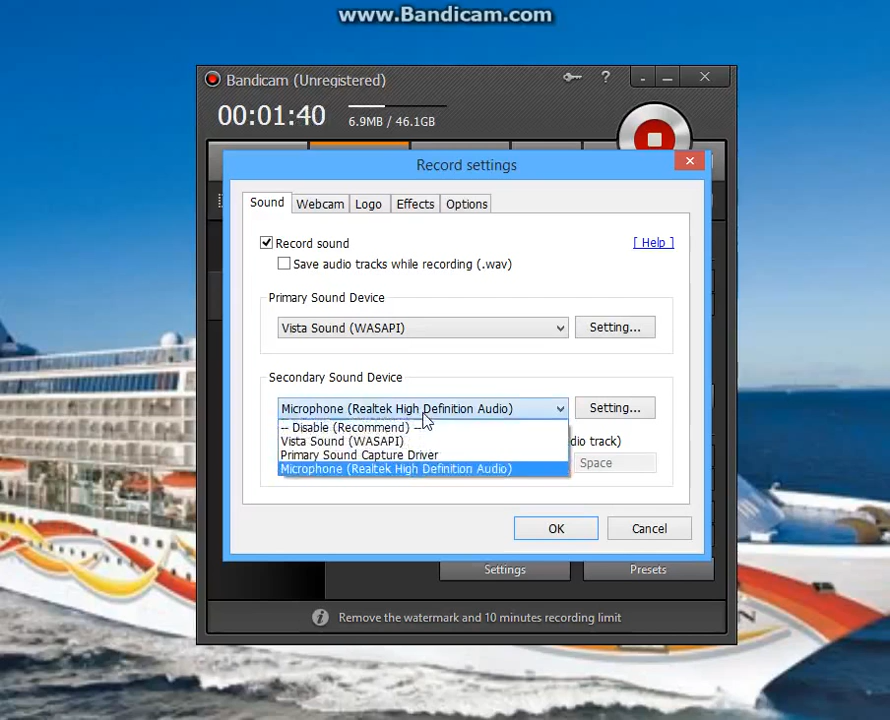 www.Bandicam.com
Bandicam (Unregistered)
?
00:01:40
6.9MB / 46.1GB
Record settings
Sound
Webcam
Logo
Effects
Options
Record sound
[ Help ]
Save audio tracks while recording (.wav)
Primary Sound Device
Vista Sound (WASAPI)
Setting...
Secondary Sound Device
Microphone (Realtek High Definition Audio)
Setting...
-- Disable (Recommend) --
Vista Sound (WASAPI)
dio track)
Primary Sound Capture Driver
Space
Microphone (Realtek High Definition Audio)
OK
Cancel
Settings
Presets
Remove the watermark and 10 minutes recording limit